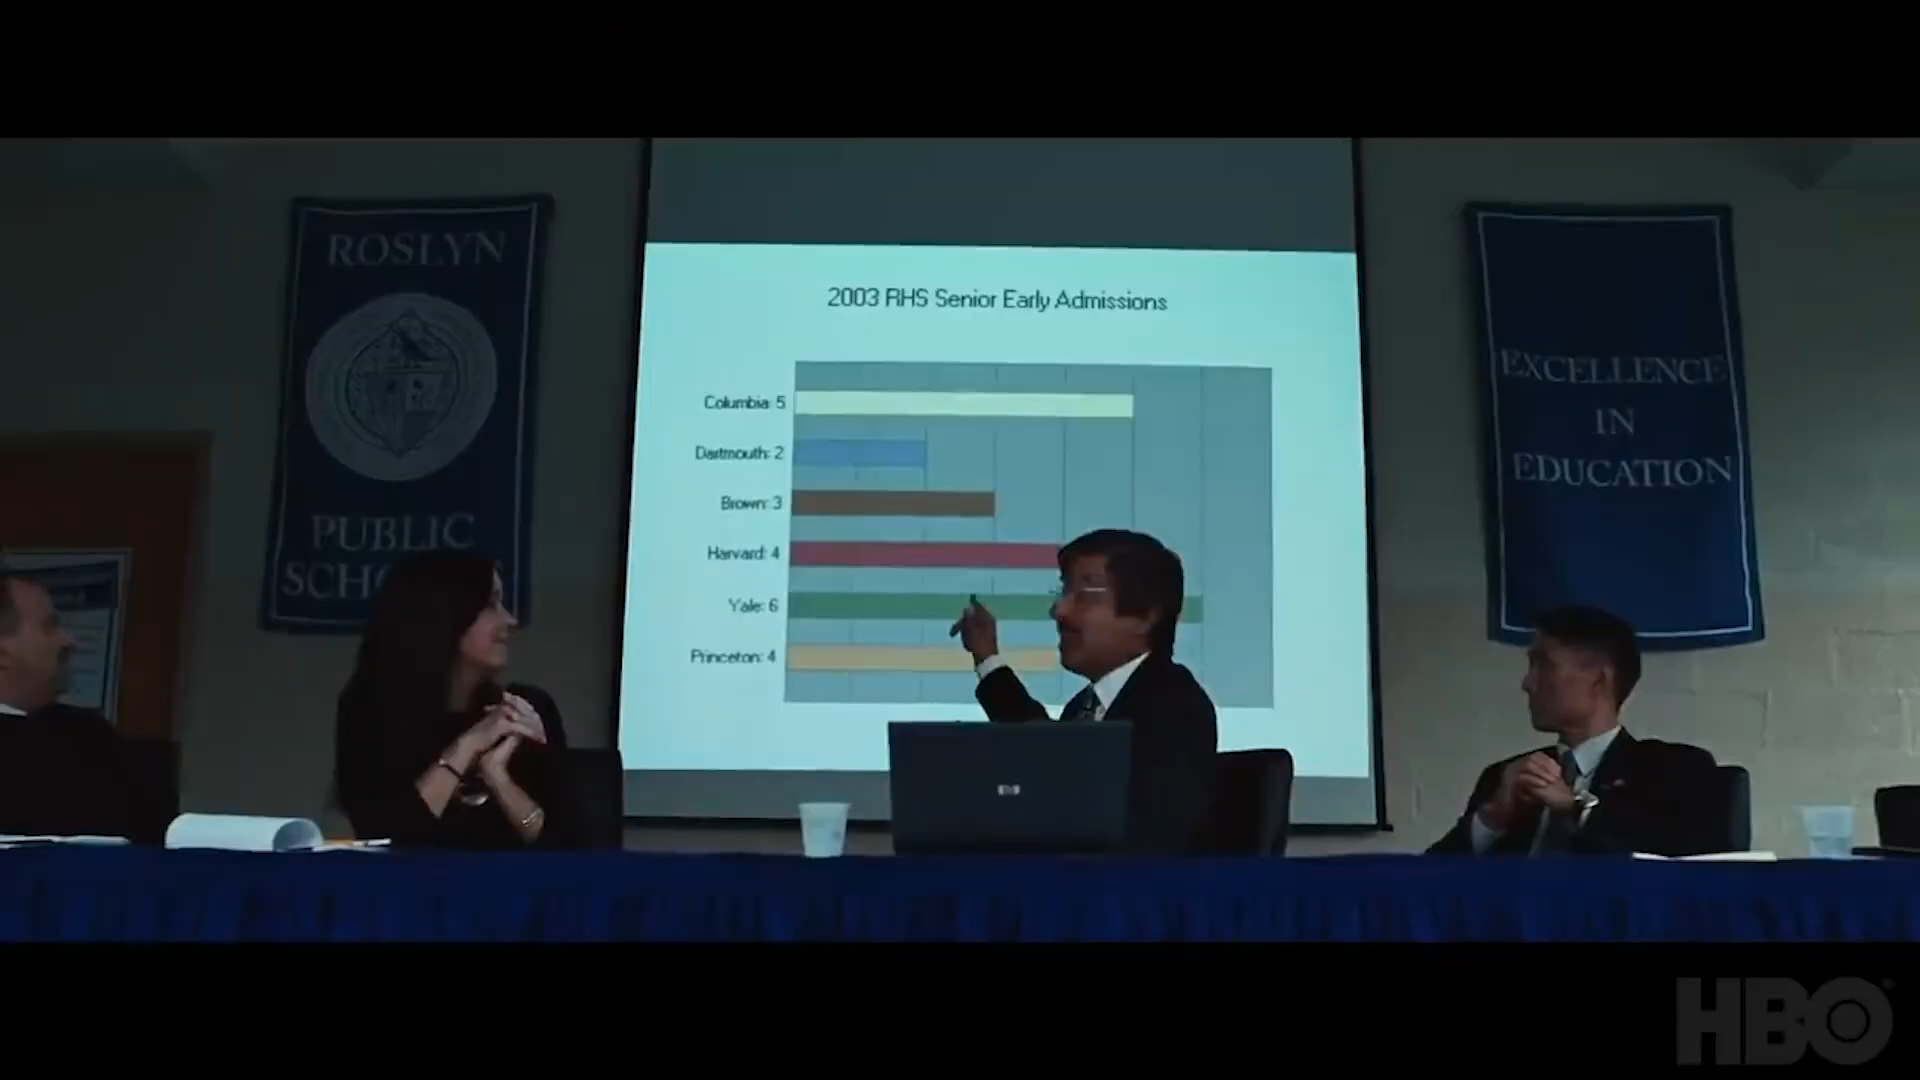 ROSLYN
PUBLIC
2003 RHS Senior Early Admissions
Columbia: 5
Dartmouth: 2
Brown: 3
Harvard: 4
Yale: 6
Princeton: 4
EXCELLENCE
IN
EDUCATION
hp
HBO